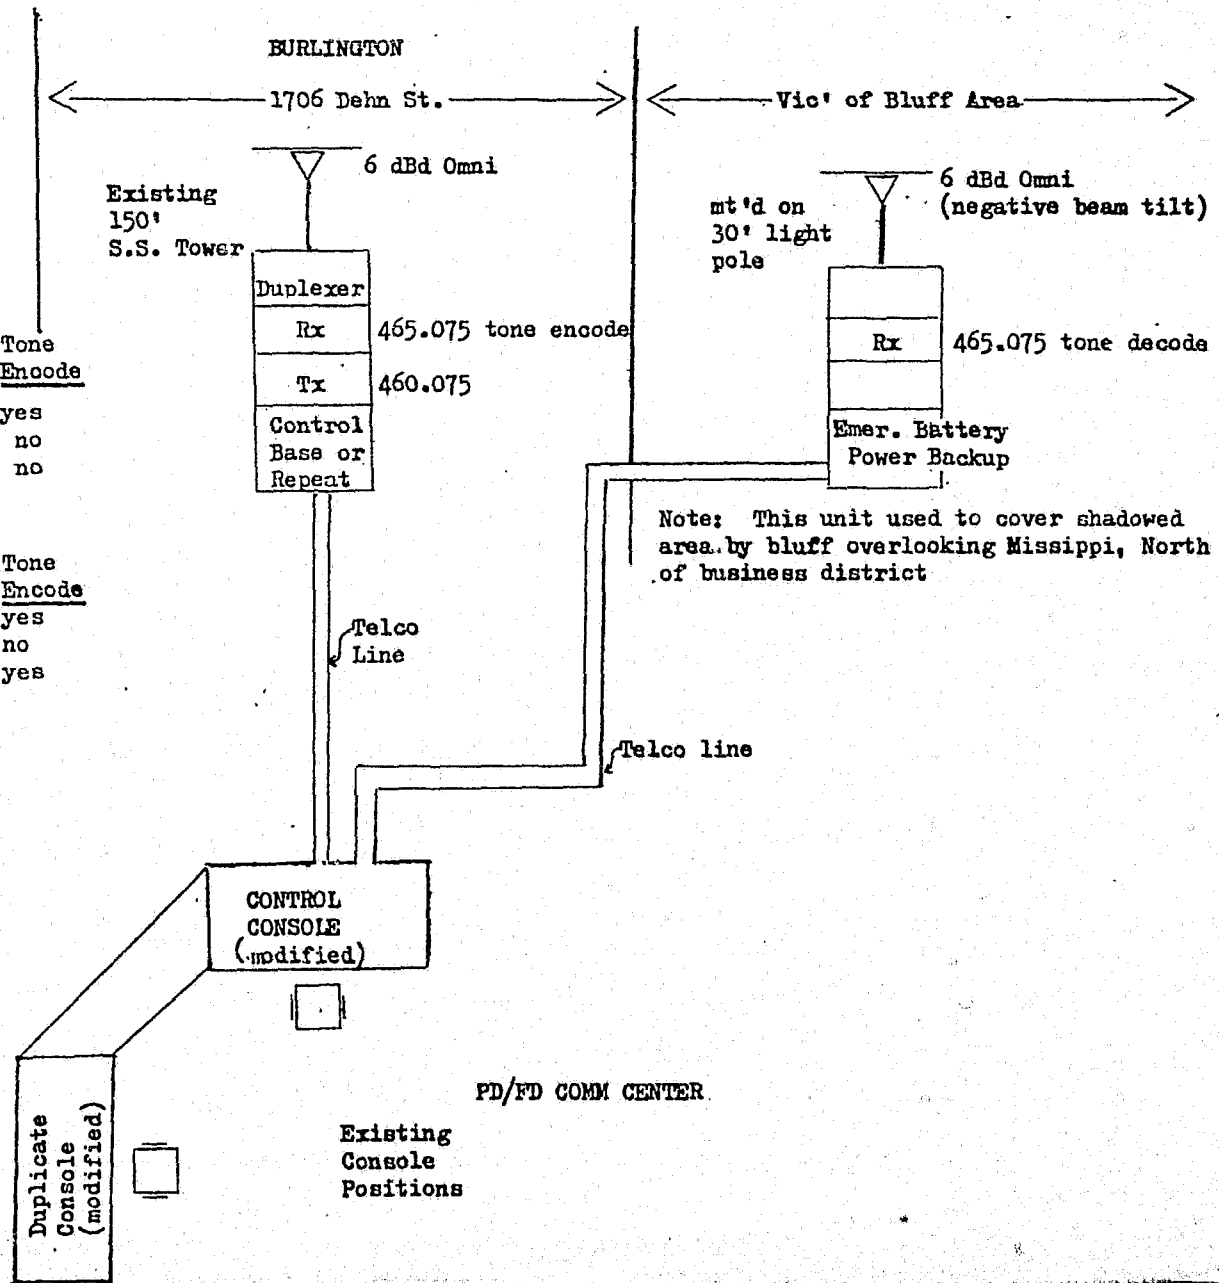 BURLINGTON
1706 Dehn St.
Vic' of Bluff Area
6 dBd Omni
Existing
150'
S.S. Tower
6 dBd Omni
(negative beam tilt)
mt'd on
30' light
pole
Duplexer
Rx
465.075 tone encode
Tx
460.075
Control
Base or
Repeat
Rx
465.075 tone decode
Emer. Battery
Power Backup
Tone
Encode
yes
no
no
Note: This unit used to cover shadowed
area by bluff overlooking Missippi, North
of business district
Tone
Encode
yes
no
yes
Telco
Line
Telco line
CONTROL
CONSOLE
(modified)
PD/FD COMM CENTER
Existing
Console
Positions
Duplicate
Console
(modified)